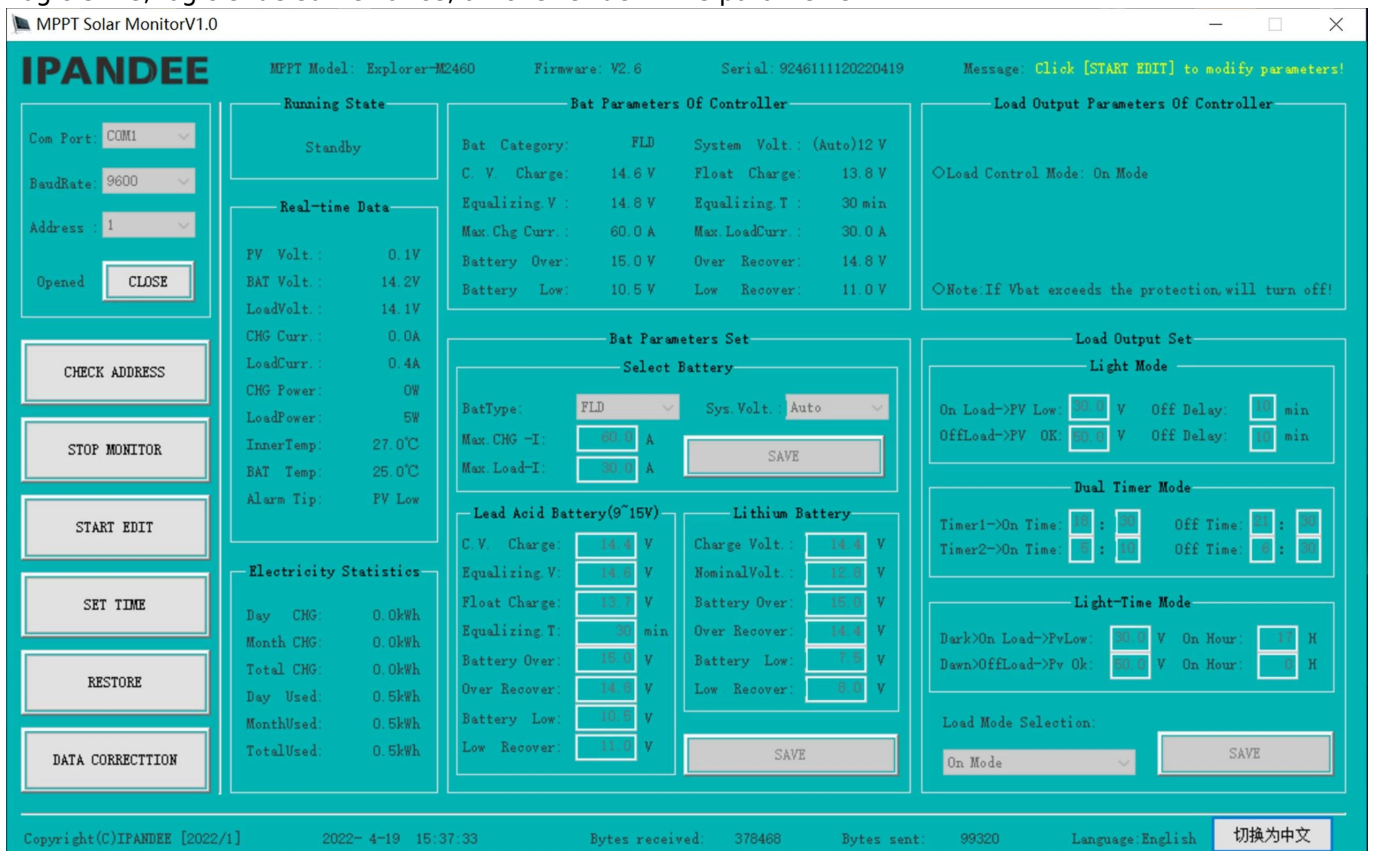 MPPT Solar MonitorV1.0
IPANDEE
MPPT Model: Explorer-M2460 Firmware: V2.6 Serial: 9246111120220419 Message: Click [START EDIT] to modify parameters!
Com Port: COM1
BaudRate: 9600
Address : 1
Opened CLOSE
CHECK ADDRESS
STOP MONITOR
START EDIT
SET TIME
RESTORE
DATA CORRECTTION
Running State
Standby
Real-time Data
PV Volt.: 0.1V
BAT Volt.: 14.2V
LoadVolt.: 14.1V
CHG Curr.: 0.0A
LoadCurr.: 0.4A
CHG Power: 0W
LoadPower: 5W
InnerTemp: 27.0℃
BAT Temp: 25.0℃
Alarm Tip: PV Low
Electricity Statistics
Day CHG: 0.0kWh
Month CHG: 0.0kWh
Total CHG: 0.0kWh
Day Used: 0.5kWh
MonthUsed: 0.5kWh
TotalUsed: 0.5kWh
Bat Parameters Of Controller
Bat Category: FLD System Volt.: (Auto)12 V
C. V. Charge: 14.6 V Float Charge: 13.8 V
Equalizing.V : 14.8 V Equalizing.T : 30 min
Max.Chg Curr.: 60.0 A Max.LoadCurr.: 30.0 A
Battery Over: 15.0 V Over Recover: 14.8 V
Battery Low: 10.5 V Low Recover: 11.0 V
Bat Parameters Set
Select Battery
BatType: FLD Sys.Volt.: Auto
Max.CHG -I: 60.0 A
Max.Load-I: 30.0 A
SAVE
Lead Acid Battery(9~15V)
C.V. Charge: 14.4 V
Equalizing.V: 14.6 V
Float Charge: 13.7 V
Equalizing.T: 30 min
Battery Over: 15.0 V
Over Recover: 14.6 V
Battery Low: 10.5 V
Low Recover: 11.0 V
Lithium Battery
Charge Volt.: 14.4 V
NominalVolt.: 12.8 V
Battery Over: 15.0 V
Over Recover: 14.4 V
Battery Low: 7.5 V
Low Recover: 8.0 V
SAVE
Load Output Parameters Of Controller
○Load Control Mode: On Mode
○Note:If Vbat exceeds the protection,will turn off!
Load Output Set
Light Mode
On Load->PV Low: 30.0 V Off Delay: 10 min
OffLoad->PV OK: 50.0 V Off Delay: 10 min
Dual Timer Mode
Timer1->On Time: 18 : 30 Off Time: 21 : 30
Timer2->On Time: 5 : 10 Off Time: 6 : 30
Light-Time Mode
Dark>On Load->PvLow: 30.0 V On Hour: 17 H
Dawn>OffLoad->Pv Ok: 50.0 V On Hour: 0 H
Load Mode Selection:
On Mode
SAVE
Copyright(C)IPANDEE [2022/1] 2022- 4-19 15:37:33 Bytes received: 378468 Bytes sent: 99320 Language:English 切换为中文